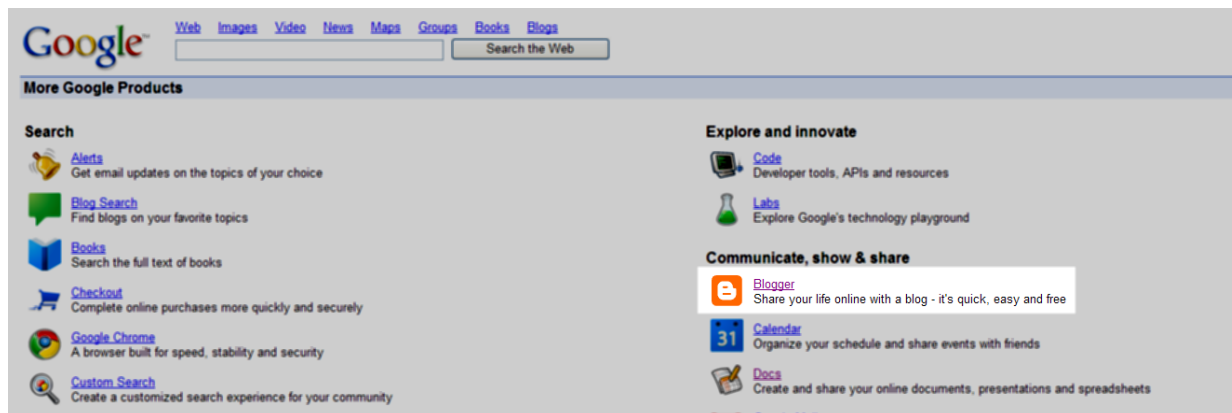 Google™
Web Images Video News Maps Groups Books Blogs
Search the Web
More Google Products
Search
Alerts
Get email updates on the topics of your choice
Blog Search
Find blogs on your favorite topics
Books
Search the full text of books
Checkout
Complete online purchases more quickly and securely
Google Chrome
A browser built for speed, stability and security
Custom Search
Create a customized search experience for your community
Explore and innovate
Code
Developer tools, APIs and resources
Labs
Explore Google's technology playground
Communicate, show & share
Blogger
Share your life online with a blog - it's quick, easy and free
31
Calendar
Organize your schedule and share events with friends
Docs
Create and share your online documents, presentations and spreadsheets